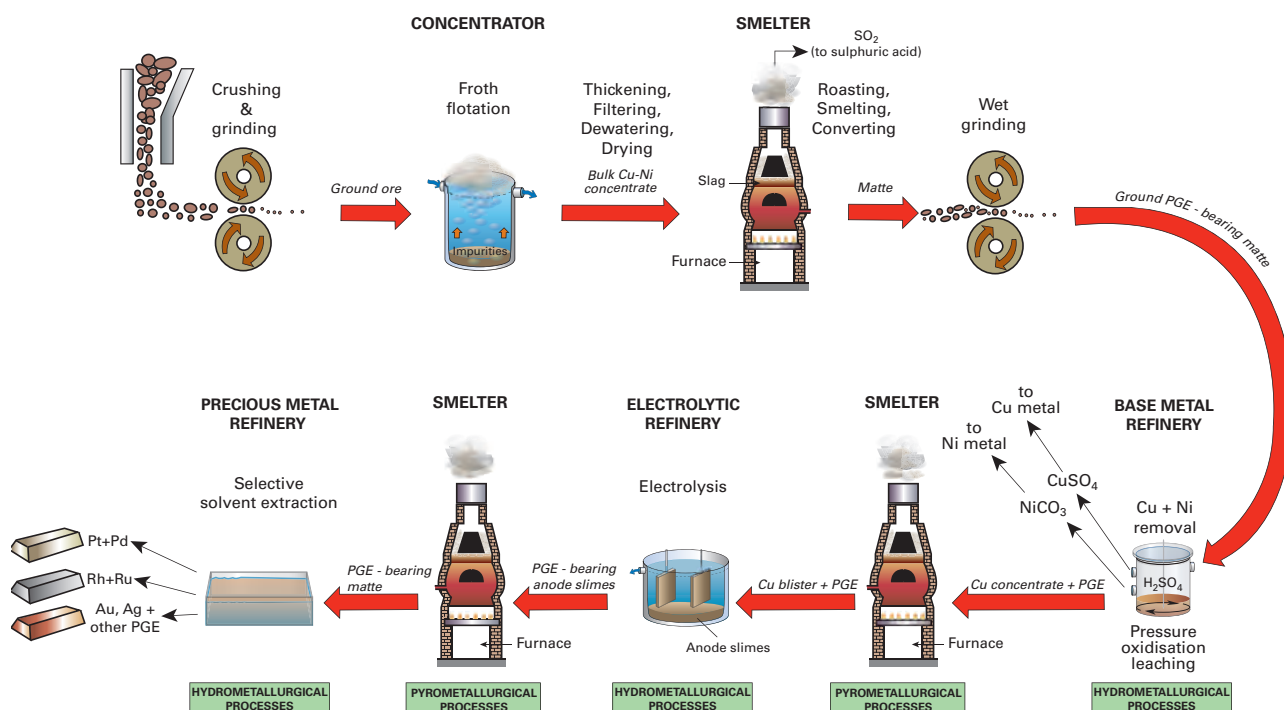 CONCENTRATOR
SMELTER
SO₂
(to sulphuric acid)
Crushing
&
grinding
Froth
flotation
Thickening,
Filtering,
Dewatering,
Drying
Roasting,
Smelting,
Converting
Wet
grinding
Ground ore
Bulk Cu-Ni
concentrate
Slag
Matte
Impurities
Furnace
Ground PGE - bearing matte
PRECIOUS METAL
REFINERY
SMELTER
ELECTROLYTIC
REFINERY
SMELTER
to
Ni metal
to
Cu metal
BASE METAL
REFINERY
Selective
solvent extraction
Electrolysis
CuSO₄
NiCO₃
Cu + Ni
removal
Pt+Pd
Rh+Ru
Au, Ag +
other PGE
PGE - bearing
matte
PGE - bearing
anode slimes
Cu blister + PGE
Cu concentrate + PGE
H₂SO₄
Furnace
Anode slimes
Furnace
Pressure
oxidisation
leaching
HYDROMETALLURGICAL
PROCESSES
PYROMETALLURGICAL
PROCESSES
HYDROMETALLURGICAL
PROCESSES
PYROMETALLURGICAL
PROCESSES
HYDROMETALLURGICAL
PROCESSES